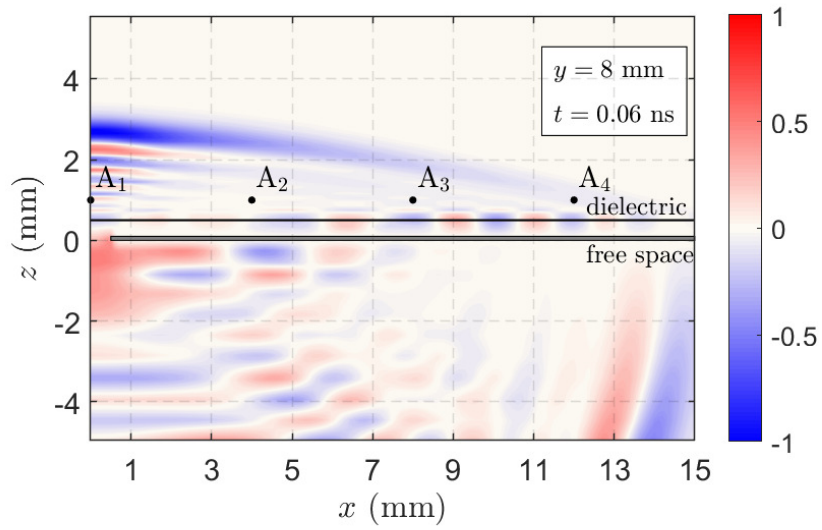 y = 8 mm
t = 0.06 ns
A₁
A₂
A₃
A₄
dielectric
free space
4
2
0
-2
-4
z (mm)
1
3
5
7
9
11
13
15
x (mm)
1
0.5
0
-0.5
-1